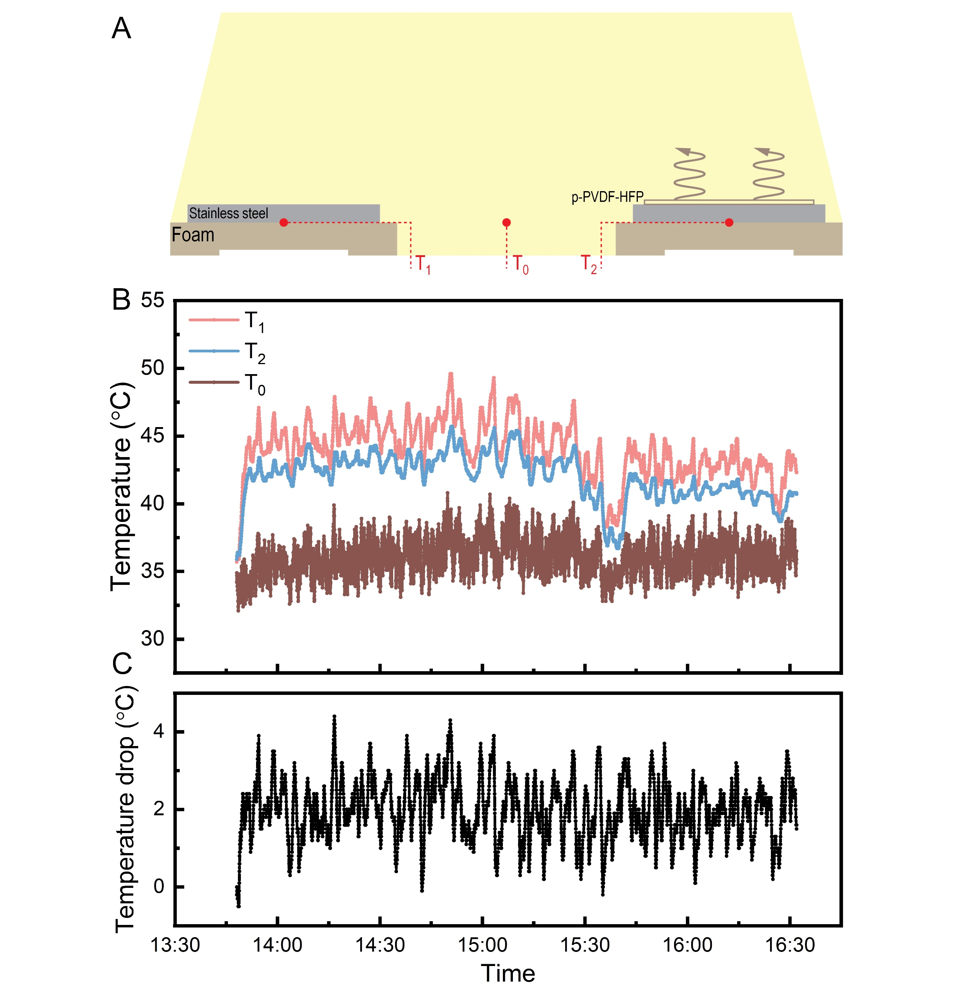 A
p-PVDF-HFP
Stainless steel
Foam
T1
T0
T2
B
55
50
45
40
35
30
Temperature (°C)
T1
T2
T0
C
4
2
0
Temperature drop (°C)
13:30
14:00
14:30
15:00
15:30
16:00
16:30
Time